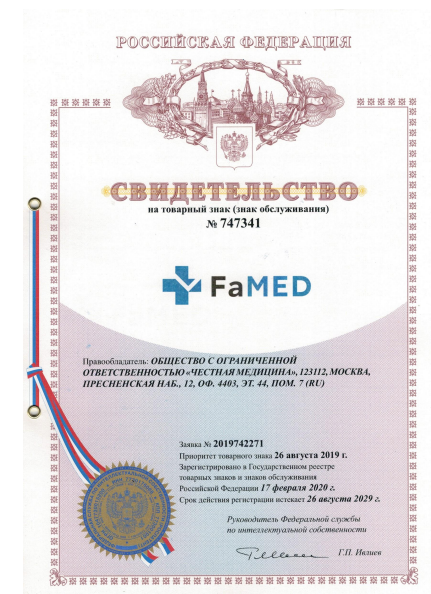 РОССИЙСКАЯ ФЕДЕРАЦИЯ
СВИДЕТЕЛЬСТВО
на товарный знак (знак обслуживания)
№ 747341
FaMED
Правообладатель: ОБЩЕСТВО С ОГРАНИЧЕННОЙ
ОТВЕТСТВЕННОСТЬЮ «ЧЕСТНАЯ МЕДИЦИНА», 123112, МОСКВА,
ПРЕСНЕНСКАЯ НАБ., 12, ОФ. 4403, ЭТ. 44, ПОМ. 7 (RU)
Заявка № 2019742271
Приоритет товарного знака 26 августа 2019 г.
Зарегистрировано в Государственном реестре
товарных знаков и знаков обслуживания
Российской Федерации 17 февраля 2020 г.
Срок действия регистрации истекает 26 августа 2029 г.
Руководитель Федеральной службы
по интеллектуальной собственности
Г.П. Ивлиев